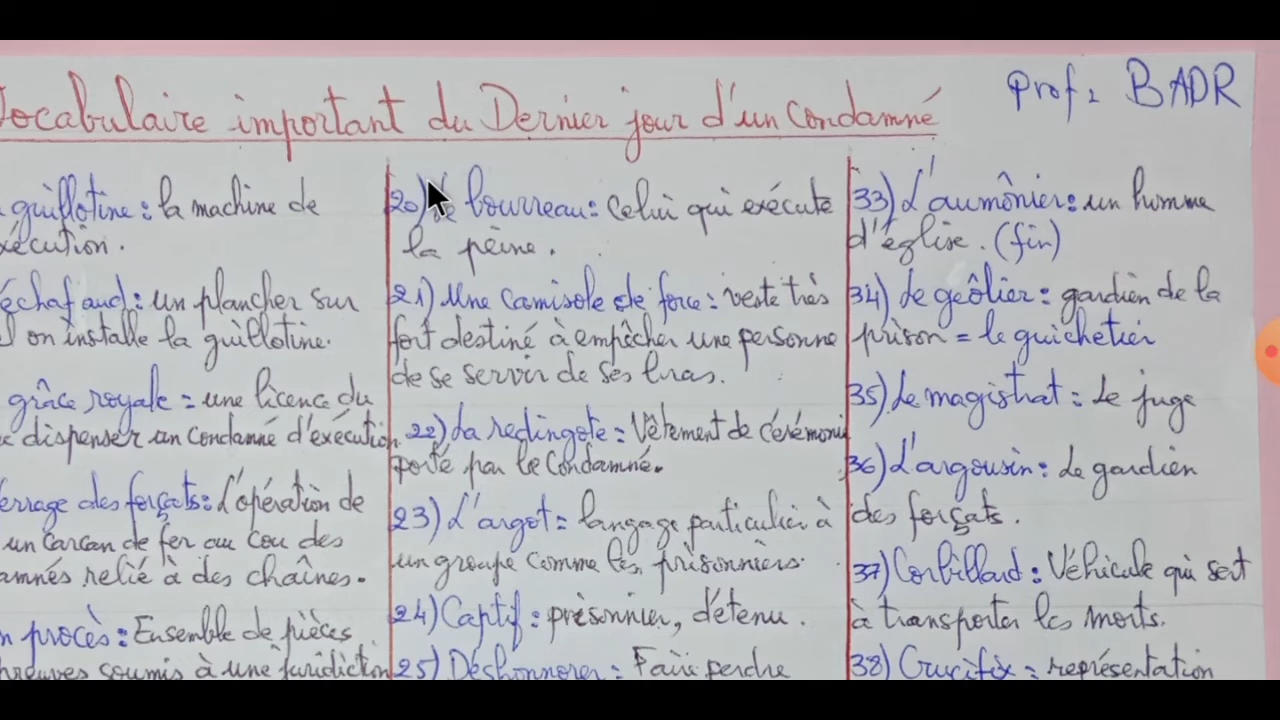 Vocabulaire important du Dernier jour d'un Condamné
Prof : BADR
guillotine : la machine de
xécution.
échafaud : un plancher sur
l on installe la guillotine.
grâce royale = une licence du
dispenser un condamné d'exécution
errage des forçats : L'opération de
un carcan de fer au cou des
amnés relié à des chaînes.
n procès : Ensemble de pièces
preuves soumis à une juridiction
20) Le bourreau : Celui qui exécute
la peine.
21) Une camisole de force : veste très
fort destiné à empêcher une personne
de se servir de ses bras.
22) La redingote : Vêtement de cérémoni
porté par le Condamné.
23) L'argot = langage particulier à
un groupe comme les prisonniers.
24) Captif : prisonnier, détenu.
25) Déshonnorer : Faire perdre
33) L'aumônier : un homme
d'église. (fin)
34) Le geôlier : gardien de la
prison = le guichetier
35) Le magistrat = Le juge
36) L'argousin : Le gardien
des forçats.
37) Corbillard : Véhicule qui sert
à transporter les morts.
38) Crucifix = représentation